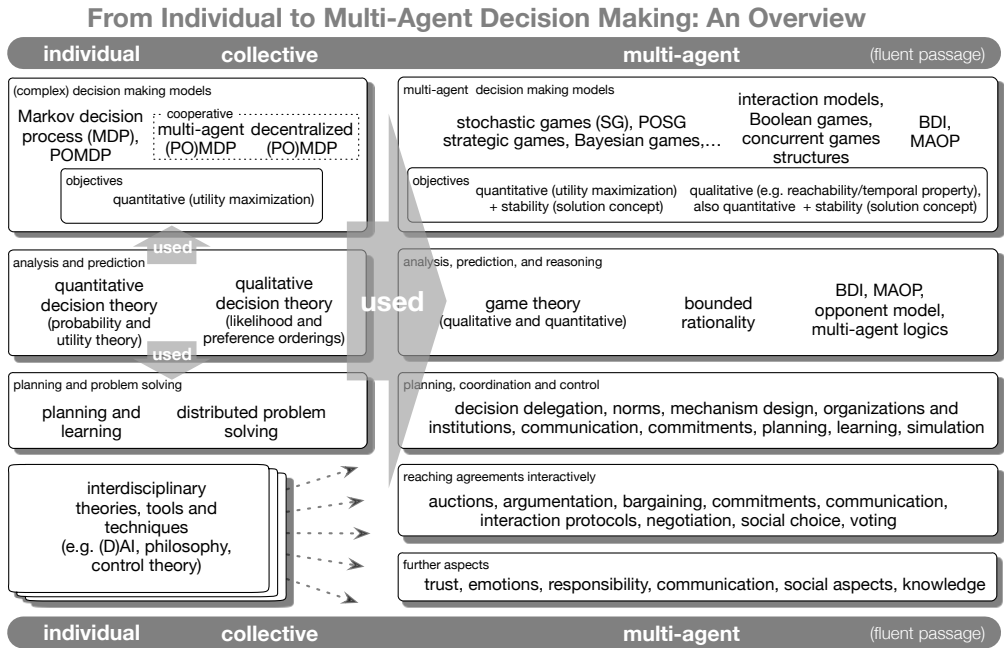 From Individual to Multi-Agent Decision Making: An Overview
individual collective multi-agent (fluent passage)
(complex) decision making models
Markov decision
process (MDP),
POMDP
cooperative
multi-agent decentralized
(PO)MDP (PO)MDP
objectives
quantitative (utility maximization)
used
analysis and prediction
quantitative
decision theory
(probability and
utility theory)
qualitative
decision theory
(likelihood and
preference orderings)
used
planning and problem solving
planning and
learning
distributed problem
solving
interdisciplinary
theories, tools and
techniques
(e.g. (D)AI, philosophy,
control theory)
used
multi-agent decision making models
stochastic games (SG), POSG
strategic games, Bayesian games,...
interaction models,
Boolean games,
concurrent games
structures
BDI,
MAOP
objectives
quantitative (utility maximization)
+ stability (solution concept)
qualitative (e.g. reachability/temporal property),
also quantitative + stability (solution concept)
analysis, prediction, and reasoning
game theory
(qualitative and quantitative)
bounded
rationality
BDI, MAOP,
opponent model,
multi-agent logics
planning, coordination and control
decision delegation, norms, mechanism design, organizations and
institutions, communication, commitments, planning, learning, simulation
reaching agreements interactively
auctions, argumentation, bargaining, commitments, communication,
interaction protocols, negotiation, social choice, voting
further aspects
trust, emotions, responsibility, communication, social aspects, knowledge
individual collective multi-agent (fluent passage)